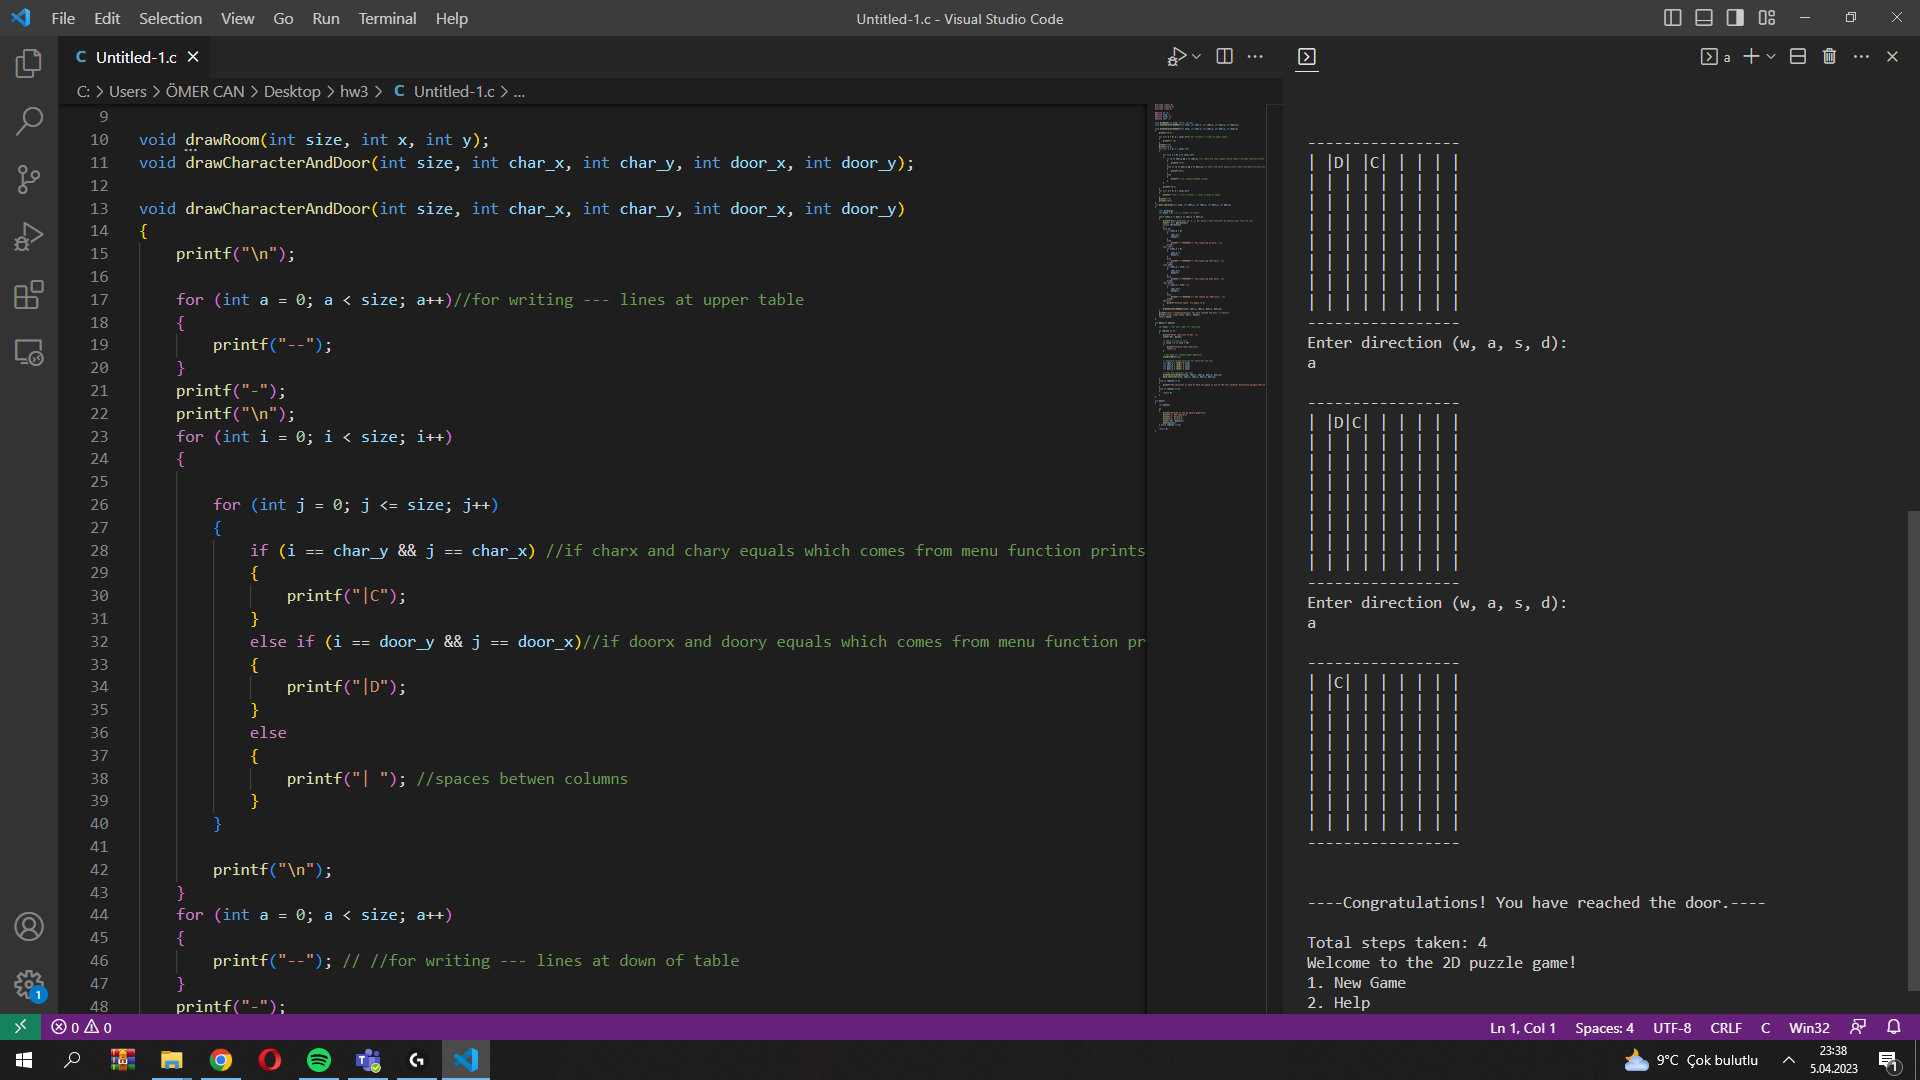 File Edit Selection View Go Run Terminal Help
Untitled-1.c - Visual Studio Code
C Untitled-1.c
C: > Users > ÖMER CAN > Desktop > hw3 > C Untitled-1.c > ...
9
10 void drawRoom(int size, int x, int y);
11 void drawCharacterAndDoor(int size, int char_x, int char_y, int door_x, int door_y);
12
13 void drawCharacterAndDoor(int size, int char_x, int char_y, int door_x, int door_y)
14 {
15 printf("\n");
16
17 for (int a = 0; a < size; a++)//for writing --- lines at upper table
18 {
19 printf("--");
20 }
21 printf("-");
22 printf("\n");
23 for (int i = 0; i < size; i++)
24 {
25
26 for (int j = 0; j <= size; j++)
27 {
28 if (i == char_y && j == char_x) //if charx and chary equals which comes from menu function prints
29 {
30 printf("|C");
31 }
32 else if (i == door_y && j == door_x)//if doorx and doory equals which comes from menu function pr
33 {
34 printf("|D");
35 }
36 else
37 {
38 printf("| "); //spaces betwen columns
39 }
40 }
41
42 printf("\n");
43 }
44 for (int a = 0; a < size; a++)
45 {
46 printf("--"); // //for writing --- lines at down of table
47 }
48 printf("-");
a
-----------------
| |D| |C| | | | |
| | | | | | | | |
| | | | | | | | |
| | | | | | | | |
| | | | | | | | |
| | | | | | | | |
| | | | | | | | |
| | | | | | | | |
-----------------
Enter direction (w, a, s, d):
a
-----------------
| |D|C| | | | | |
| | | | | | | | |
| | | | | | | | |
| | | | | | | | |
| | | | | | | | |
| | | | | | | | |
| | | | | | | | |
| | | | | | | | |
-----------------
Enter direction (w, a, s, d):
a
-----------------
| |C| | | | | | |
| | | | | | | | |
| | | | | | | | |
| | | | | | | | |
| | | | | | | | |
| | | | | | | | |
| | | | | | | | |
| | | | | | | | |
-----------------
----Congratulations! You have reached the door.----
Total steps taken: 4
Welcome to the 2D puzzle game!
1. New Game
2. Help
1
0 0
Ln 1, Col 1 Spaces: 4 UTF-8 CRLF C Win32
9°C Çok bulutlu
23:38
5.04.2023
1